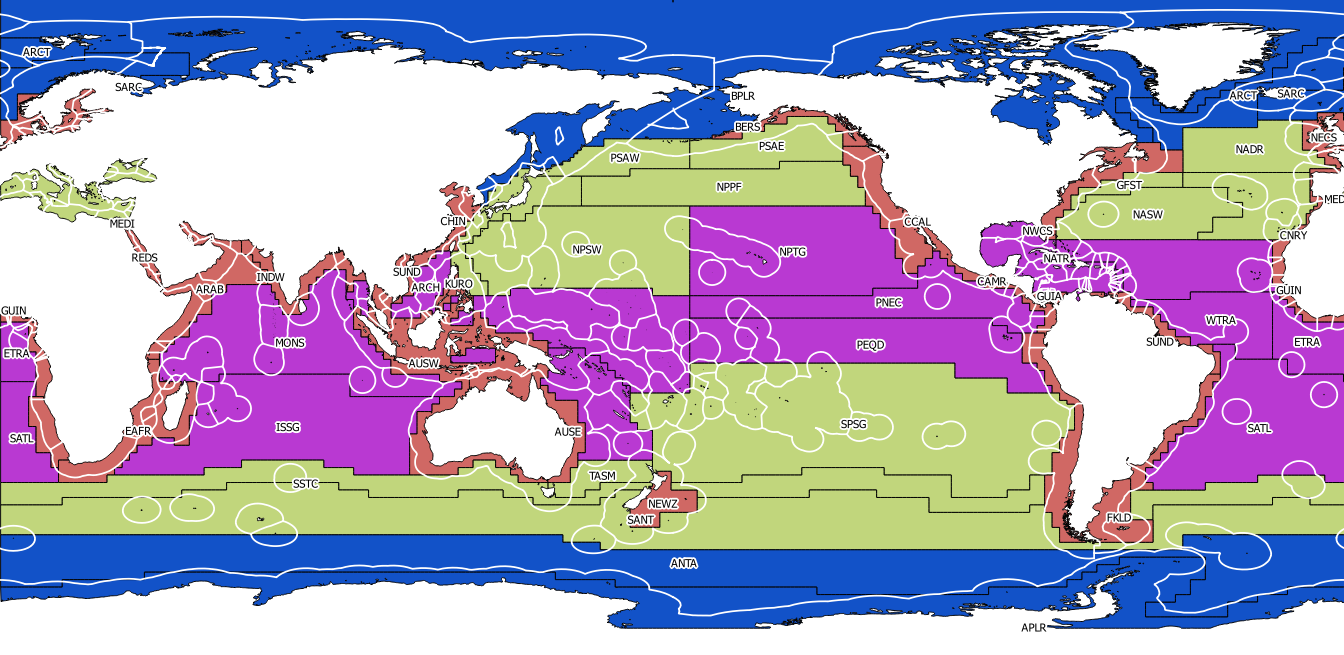 ARCT
SARC
BPLR
ARCT
SARC
BERS
NECS
PSAW
PSAE
NADR
NPPF
GFST
MED
NASW
MEDI
CHIN
CCAL
NWCS
CNRY
REDS
NPSW
NPTG
NATR
SUND
INDW
ARAB
ARCH
KURO
CAMR
GUIA
GUIN
PNEC
GUIN
WTRA
MONS
PEQD
SUND
ETRA
ETRA
AUSW
EAFR
ISSG
AUSE
SPSG
SATL
SATL
TASM
SSTC
NEWZ
SANT
FKLD
ANTA
APLR